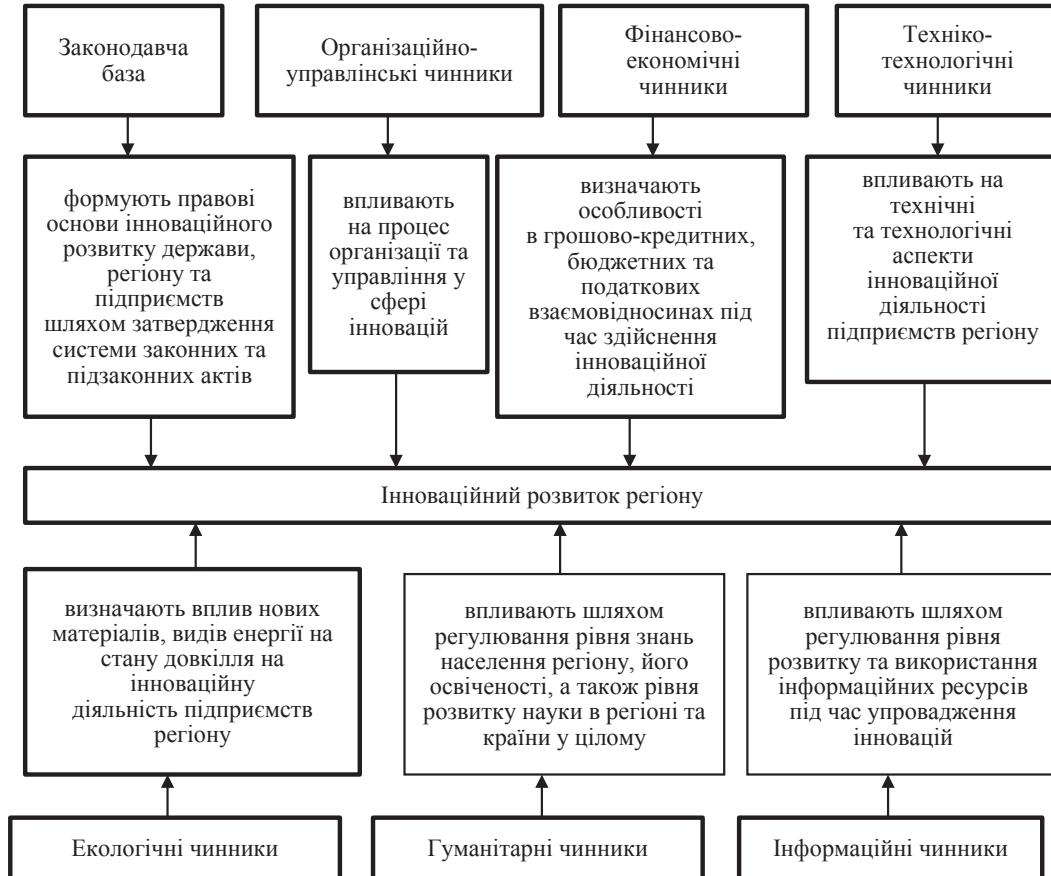 Законодавча
база
Організаційно-
управлінські чинники
Фінансово-
економічні
чинники
Техніко-
технологічні
чинники
формують правові
основи інноваційного
розвитку держави,
регіону та
підприємств
шляхом затвердження
системи законних та
підзаконних актів
впливають
на процес
організації та
управління у
сфері
інновацій
визначають
особливості
в грошово-кредитних,
бюджетних та
податкових
взаємовідносинах під
час здійснення
інноваційної
діяльності
впливають на
технічні
та технологічні
аспекти
інноваційної
діяльності
підприємств регіону
Інноваційний розвиток регіону
визначають вплив нових
матеріалів, видів енергії на
стану довкілля на
інноваційну
діяльність підприємств
регіону
впливають шляхом
регулювання рівня знань
населення регіону, його
освіченості, а також рівня
розвитку науки в регіоні та
країни у цілому
впливають шляхом
регулювання рівня
розвитку та використання
інформаційних ресурсів
під час упровадження
інновацій
Екологічні чинники
Гуманітарні чинники
Інформаційні чинники